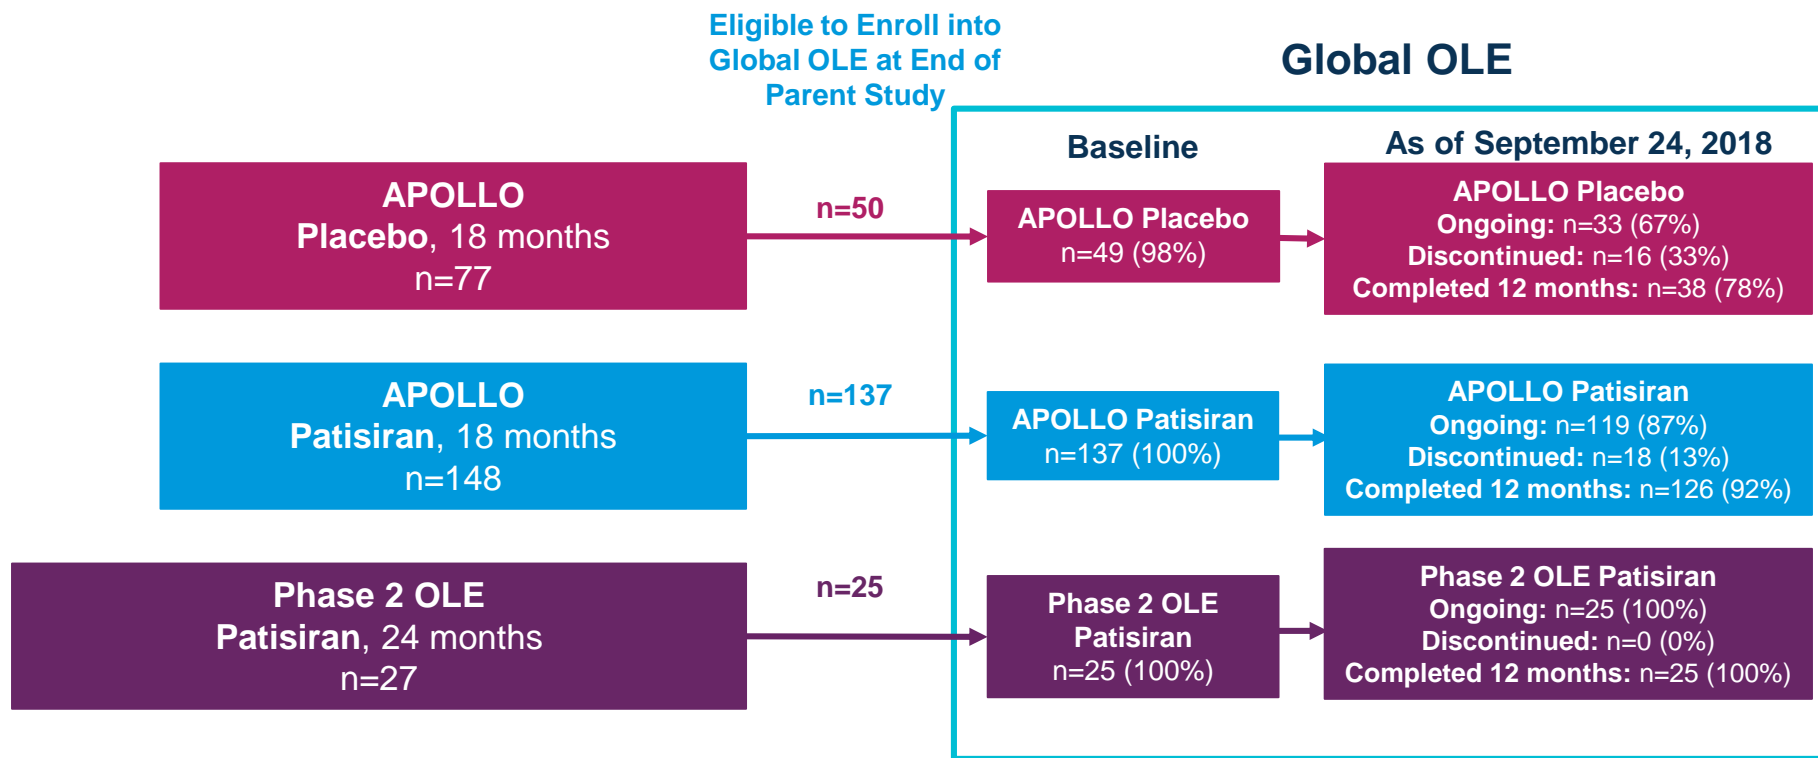 Eligible to Enroll into
Global OLE at End of
Parent Study
Global OLE
Baseline
As of September 24, 2018
APOLLO
Placebo, 18 months
n=77
n=50
APOLLO Placebo
n=49 (98%)
APOLLO Placebo
Ongoing: n=33 (67%)
Discontinued: n=16 (33%)
Completed 12 months: n=38 (78%)
APOLLO
Patisiran, 18 months
n=148
n=137
APOLLO Patisiran
n=137 (100%)
APOLLO Patisiran
Ongoing: n=119 (87%)
Discontinued: n=18 (13%)
Completed 12 months: n=126 (92%)
Phase 2 OLE
Patisiran, 24 months
n=27
n=25
Phase 2 OLE
Patisiran
n=25 (100%)
Phase 2 OLE Patisiran
Ongoing: n=25 (100%)
Discontinued: n=0 (0%)
Completed 12 months: n=25 (100%)